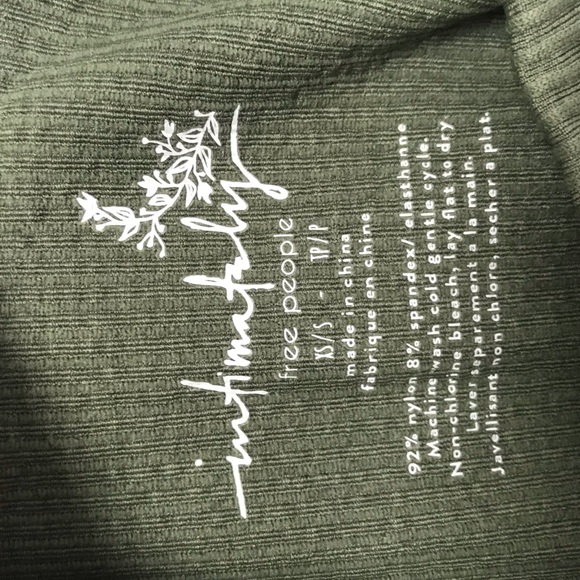 intimately
free people
XS/S - TP/P
made in china
fabrique en chine
92% nylon 8% spandex/ elasthanne
Machine wash cold gentle cycle.
Non-chlorine bleach, lay flat to dry
Laver separement a la main.
Javellisant non chlore, secher a plat.